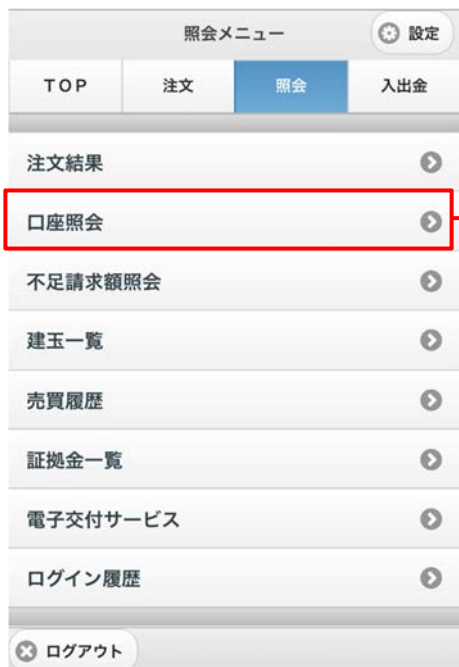 照会メニュー
設定
TOP
注文
照会
入出金
注文結果
口座照会
不足請求額照会
建玉一覧
売買履歴
証拠金一覧
電子交付サービス
ログイン履歴
ログアウト